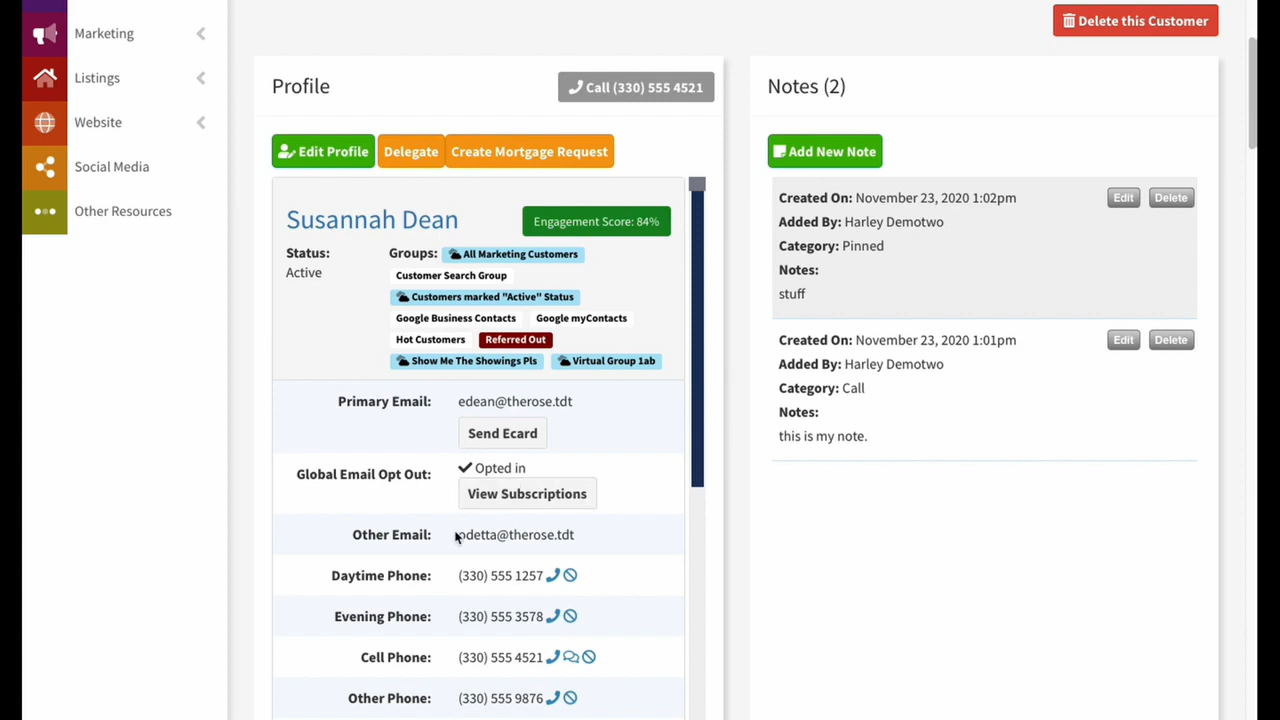 Marketing
Listings
Website
Social Media
Other Resources
Delete this Customer
Profile
Call (330) 555 4521
Edit Profile
Delegate
Create Mortgage Request
Susannah Dean
Engagement Score: 84%
Status:
Active
Groups: All Marketing Customers
Customer Search Group
Customers marked "Active" Status
Google Business Contacts Google myContacts
Hot Customers Referred Out
Show Me The Showings Pls Virtual Group 1ab
Primary Email: edean@therose.tdt
Send Ecard
Global Email Opt Out: Opted in
View Subscriptions
Other Email: odetta@therose.tdt
Daytime Phone: (330) 555 1257
Evening Phone: (330) 555 3578
Cell Phone: (330) 555 4521
Other Phone: (330) 555 9876
Notes (2)
Add New Note
Created On: November 23, 2020 1:02pm
Edit Delete
Added By: Harley Demotwo
Category: Pinned
Notes:
stuff
Created On: November 23, 2020 1:01pm
Edit Delete
Added By: Harley Demotwo
Category: Call
Notes:
this is my note.